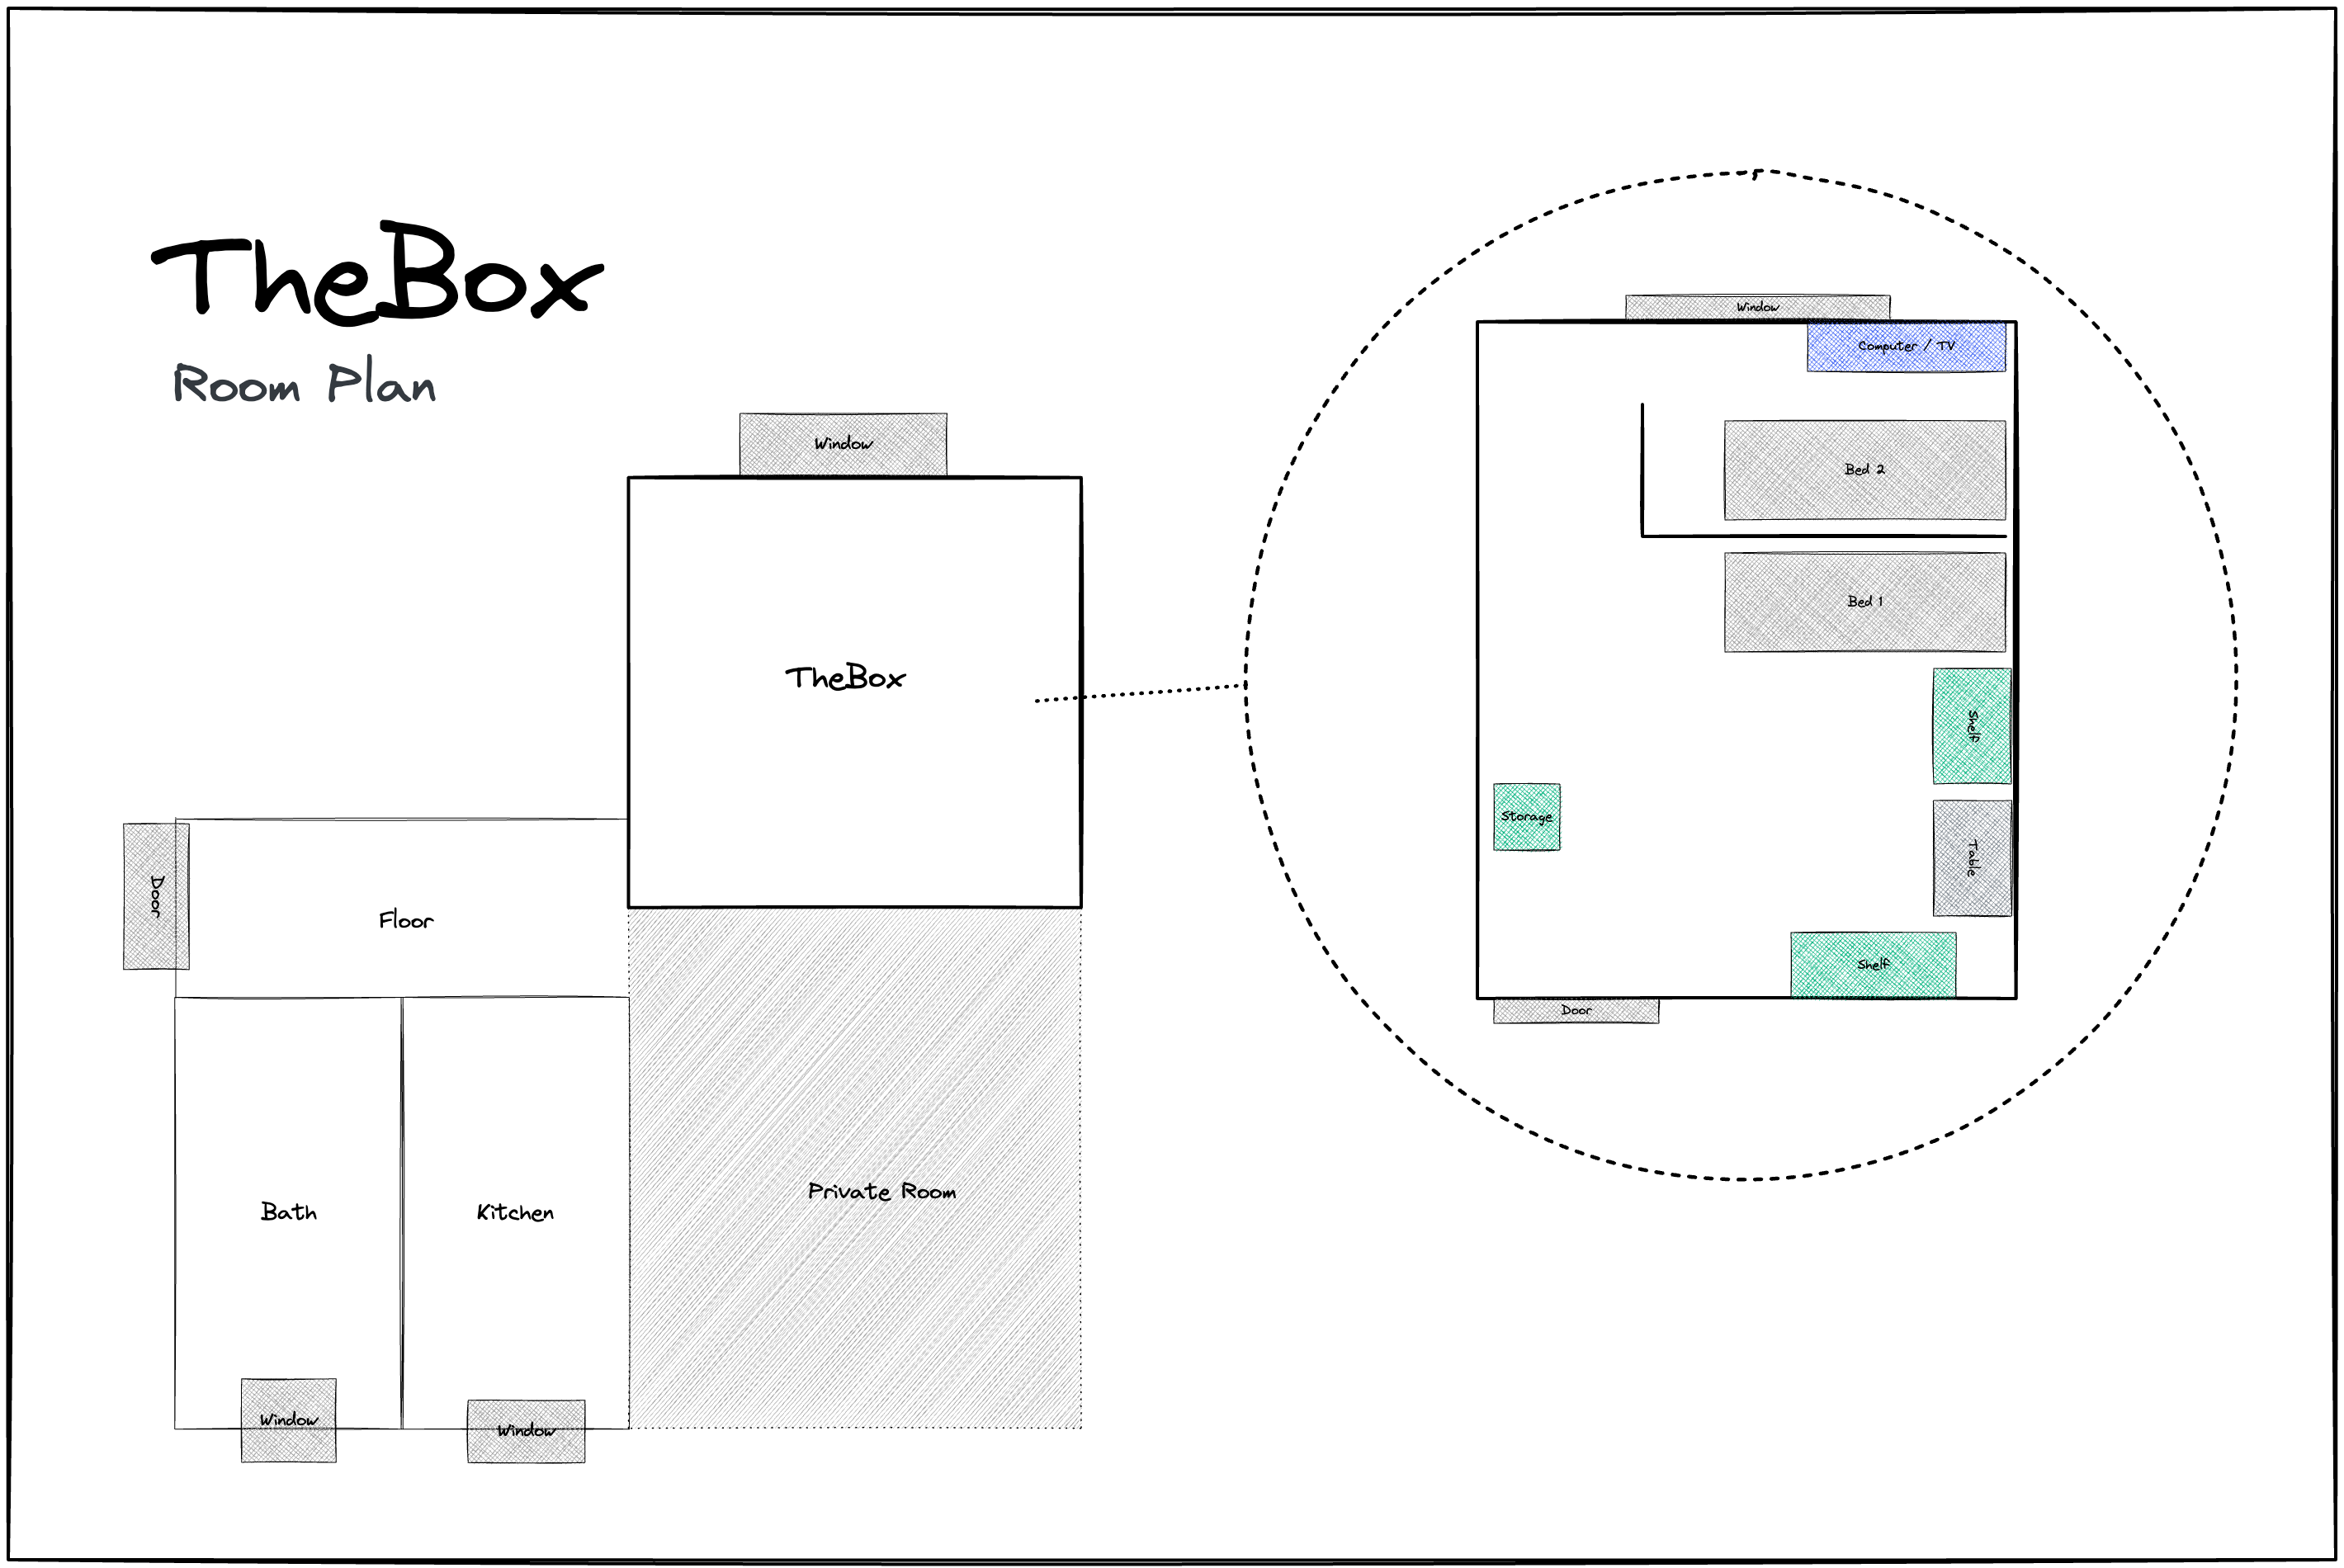 TheBox
Room Plan
Window
TheBox
Door
Floor
Bath
Kitchen
Private Room
Window
Window
Window
Computer / TV
Bed 2
Bed 1
Shelf
Storage
Table
Shelf
Door